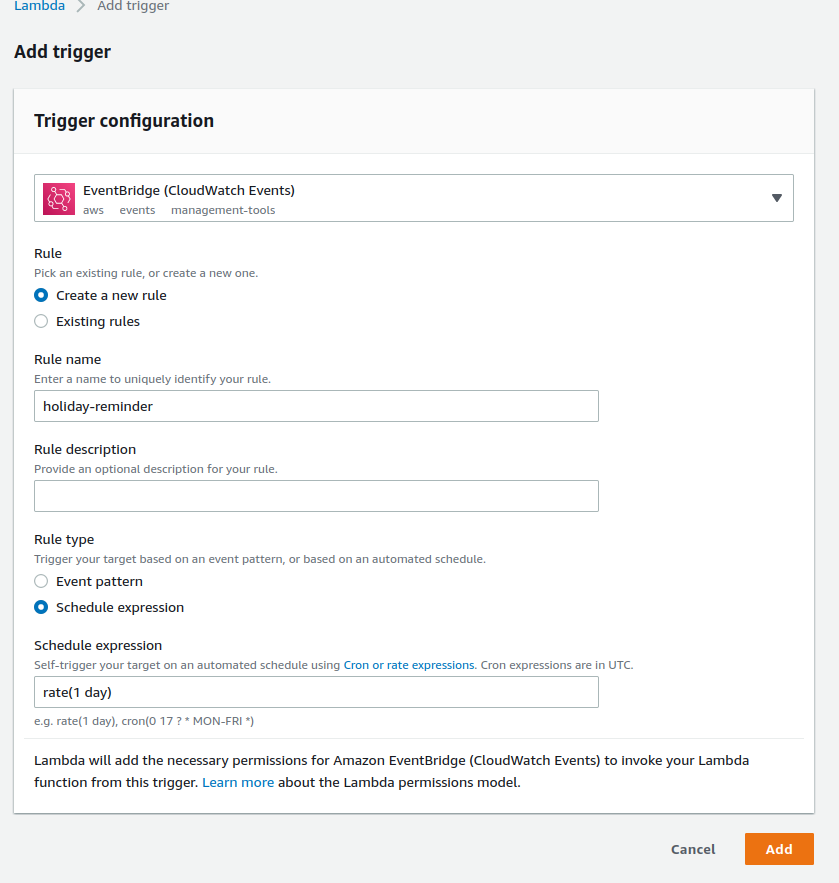 Lambda > Add trigger
Add trigger
Trigger configuration
EventBridge (CloudWatch Events)
aws events management-tools
Rule
Pick an existing rule, or create a new one.
Create a new rule
Existing rules
Rule name
Enter a name to uniquely identify your rule.
holiday-reminder
Rule description
Provide an optional description for your rule.
Rule type
Trigger your target based on an event pattern, or based on an automated schedule.
Event pattern
Schedule expression
Schedule expression
Self-trigger your target on an automated schedule using Cron or rate expressions. Cron expressions are in UTC.
rate(1 day)
e.g. rate(1 day), cron(0 17 ? * MON-FRI *)
Lambda will add the necessary permissions for Amazon EventBridge (CloudWatch Events) to invoke your Lambda
function from this trigger. Learn more about the Lambda permissions model.
Cancel Add